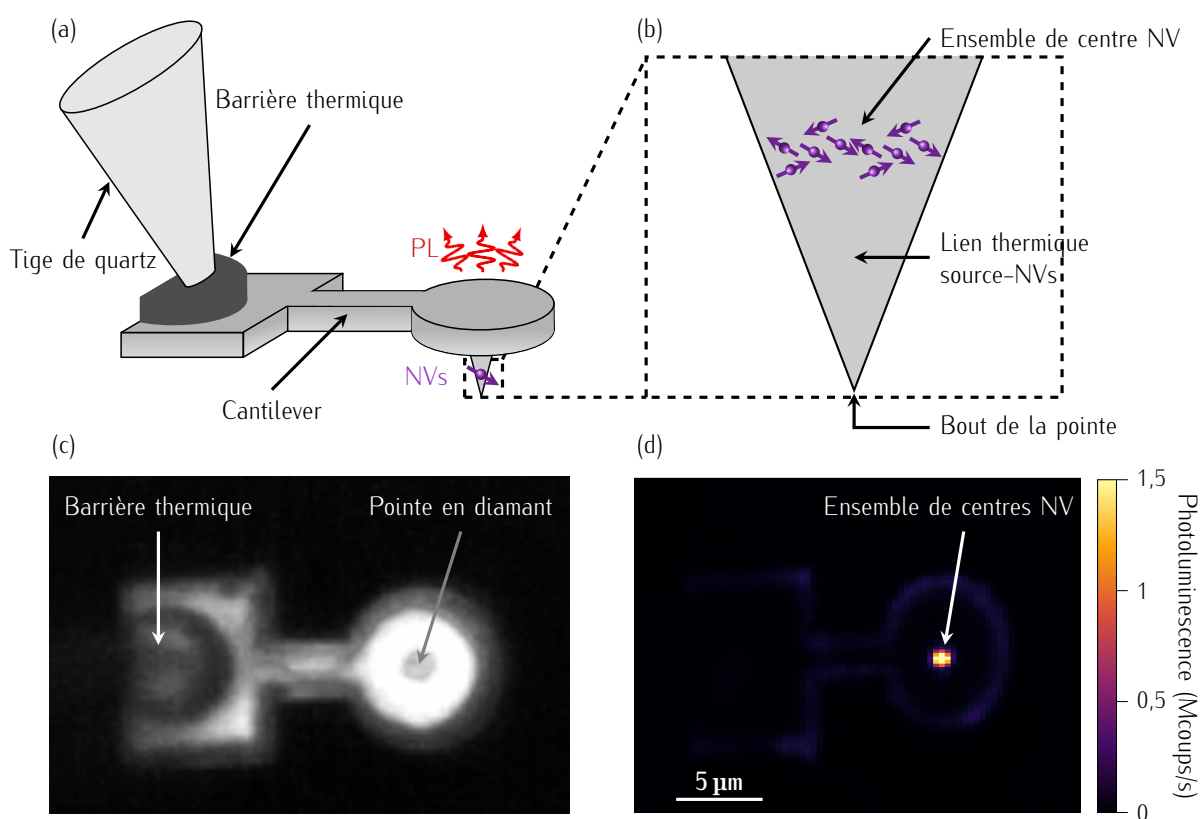 (a)
Barrière thermique
Tige de quartz
PL
NVs
Cantilever
(b)
Ensemble de centre NV
Lien thermique
source-NVs
Bout de la pointe
(c)
Barrière thermique
Pointe en diamant
(d)
Ensemble de centres NV
5 µm
1,5
1
0,5
0
Photoluminescence (Mcoups/s)